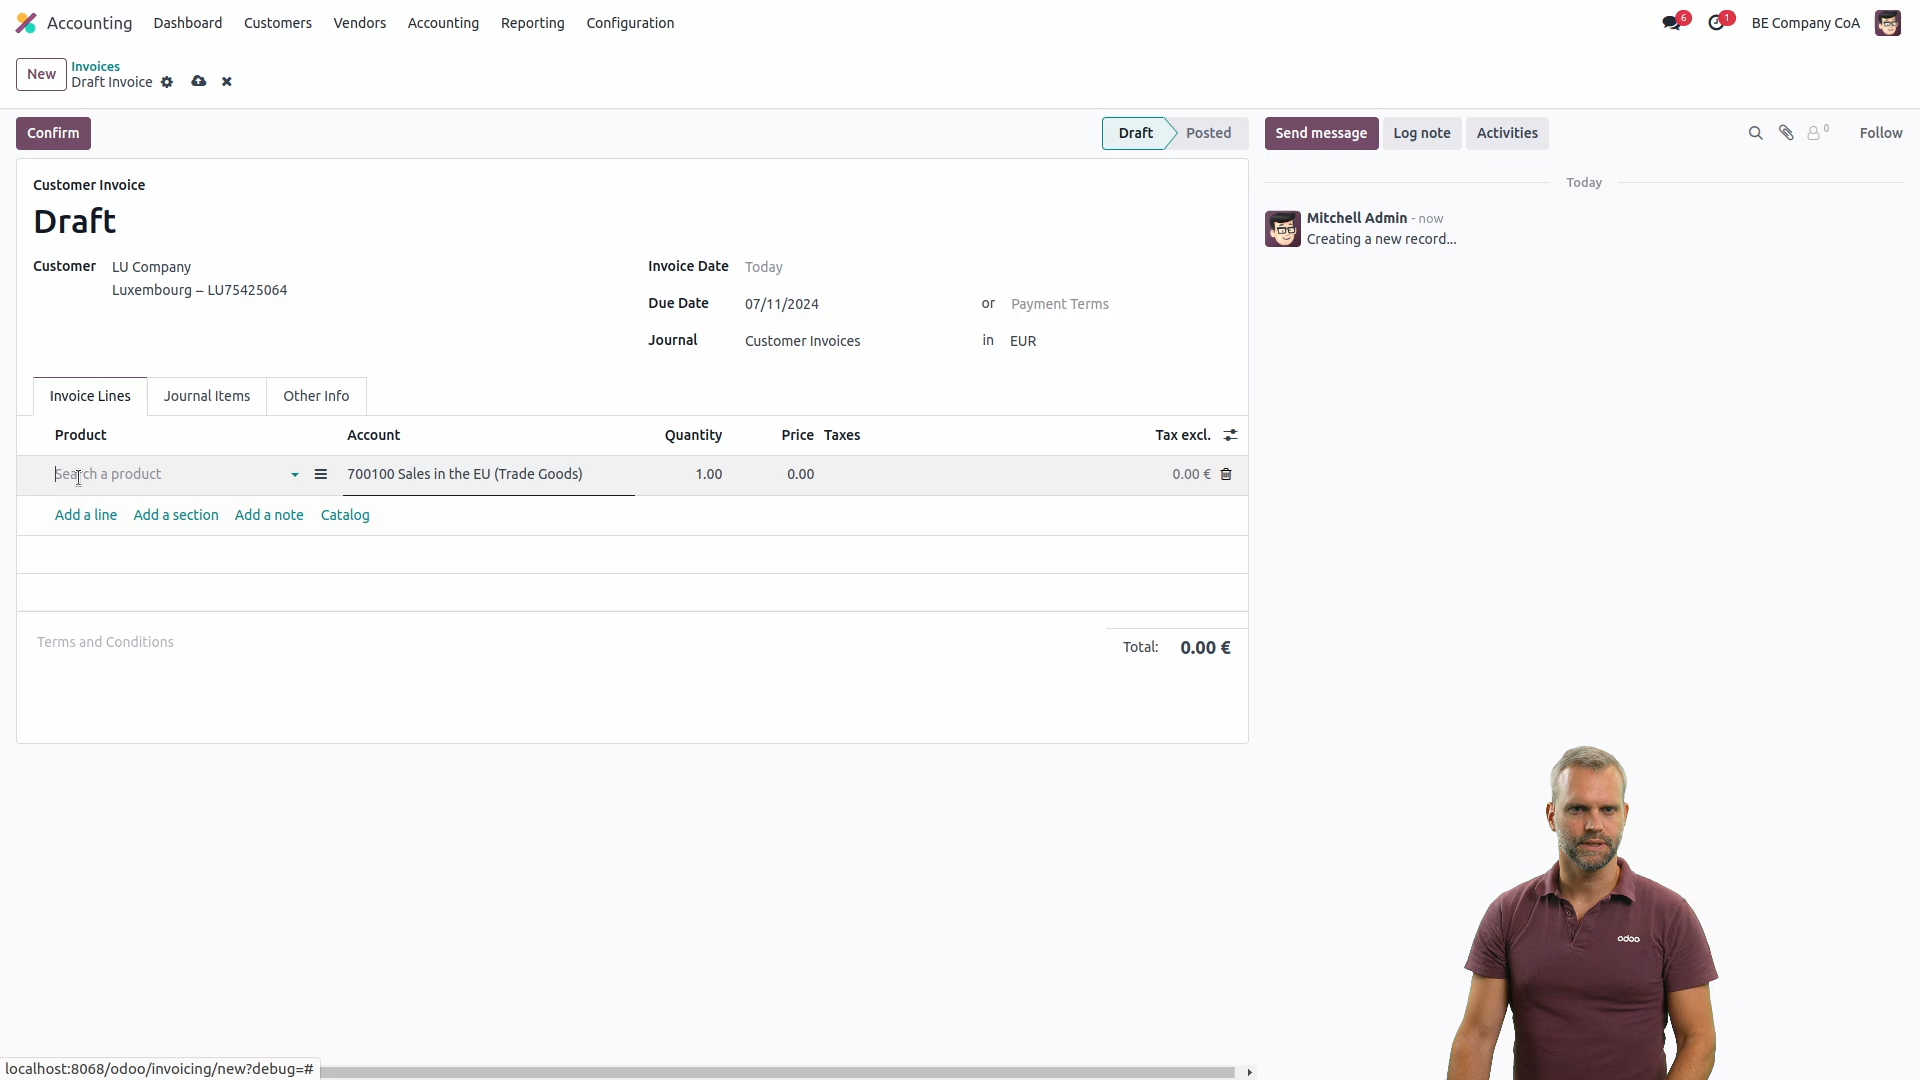 Accounting Dashboard Customers Vendors Accounting Reporting Configuration 6 1 BE Company CoA
New Invoices
Draft Invoice
Confirm Draft Posted Send message Log note Activities 0 Follow
Customer Invoice
Draft
Customer LU Company
Luxembourg – LU75425064
Invoice Date Today
Due Date 07/11/2024 or Payment Terms
Journal Customer Invoices in EUR
Today
Mitchell Admin - now
Creating a new record...
Invoice Lines Journal Items Other Info
Product Account Quantity Price Taxes Tax excl.
Search a product 700100 Sales in the EU (Trade Goods) 1.00 0.00 0.00 €
Add a line Add a section Add a note Catalog
Terms and Conditions
Total: 0.00 €
odoo
localhost:8068/odoo/invoicing/new?debug=#